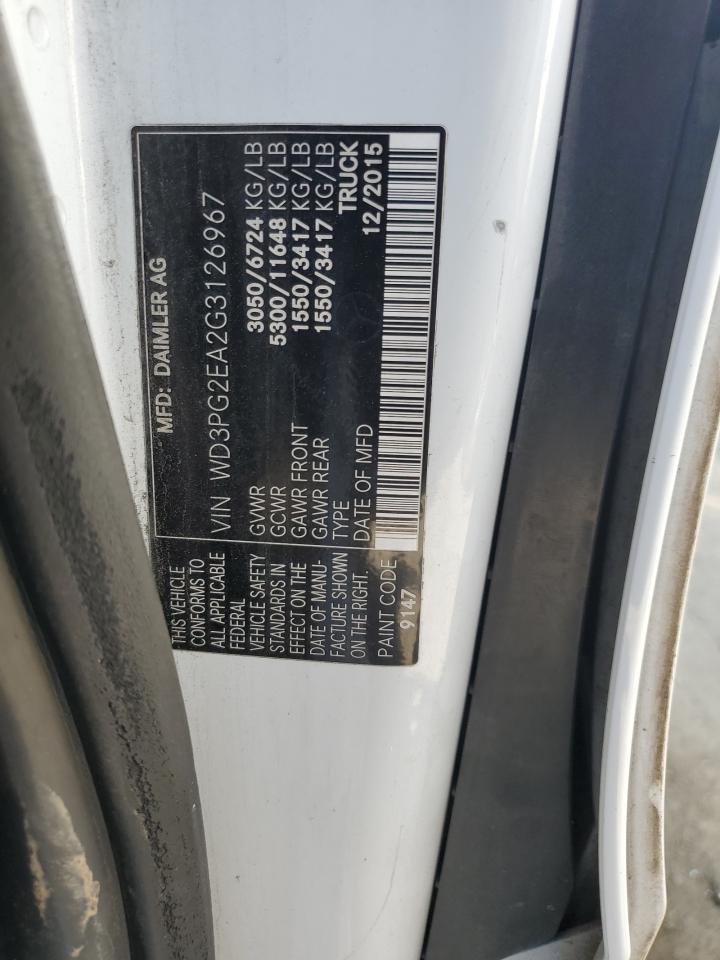 MFD: DAIMLER AG
VIN WD3PG2EA2G3126967
THIS VEHICLE
CONFORMS TO
ALL APPLICABLE
FEDERAL
VEHICLE SAFETY
STANDARDS IN
EFFECT ON THE
DATE OF MANU-
FACTURE SHOWN
ON THE RIGHT.
GVWR 3050/6724 KG/LB
GCWR 5300/11648 KG/LB
GAWR FRONT 1550/3417 KG/LB
GAWR REAR 1550/3417 KG/LB
TYPE TRUCK
DATE OF MFD 12/2015
PAINT CODE
9147